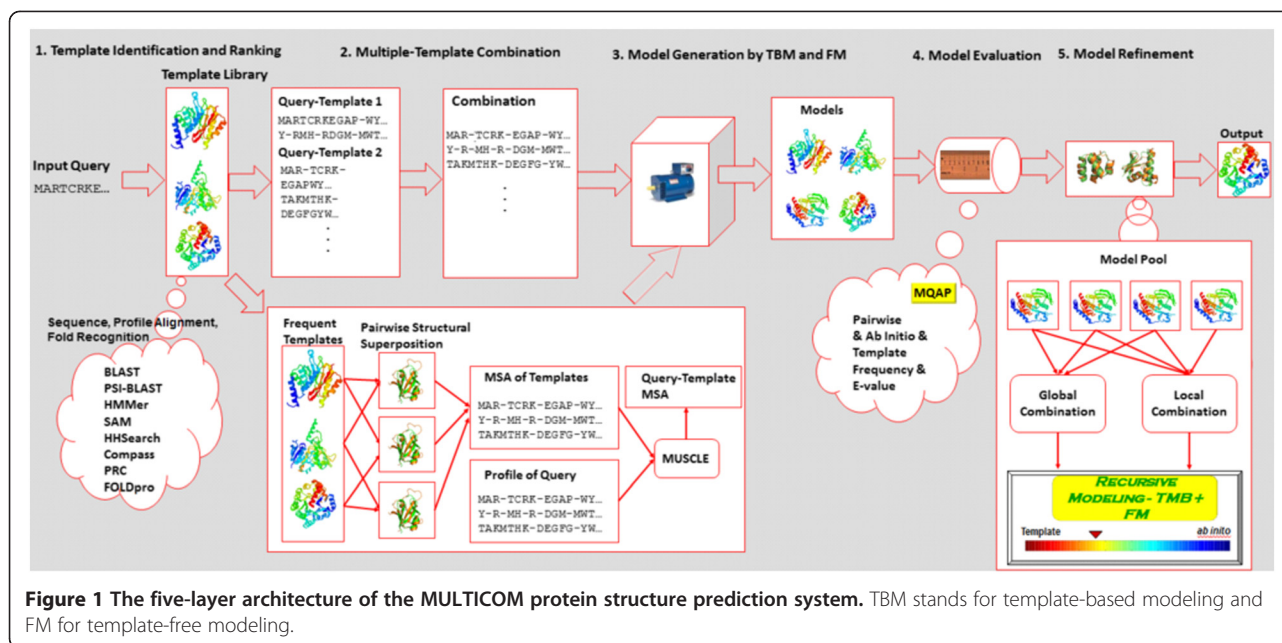 1. Template Identification and Ranking
2. Multiple-Template Combination
3. Model Generation by TBM and FM
4. Model Evaluation
5. Model Refinement
Template Library
Input Query
MARTCRKE...
Query-Template 1
MARTCRKEGAP-WY...
Y-RMH-RDGM-MWT...
Query-Template 2
MAR-TCRK-
EGAPWY...
TAKMTHK-
DEGFGYW...
.
.
.
Combination
MAR-TCRK-EGAP-WY...
Y-R-MH-R-DGM-MWT...
TAKMTHK-DEGFG-YW...
.
.
.
Models
Output
Sequence, Profile Alignment,
Fold Recognition
BLAST
PSI-BLAST
HMMer
SAM
HHSearch
Compass
PRC
FOLDpro
Frequent
Templates
Pairwise Structural
Superposition
MSA of Templates
MAR-TCRK-EGAP-WY...
Y-R-MH-R-DGM-MWT...
TAKMTHK-DEGFG-YW...
Profile of Query
MAR-TCRK-EGAP-WY...
Y-R-MH-R-DGM-MWT...
TAKMTHK-DEGFG-YW...
Query-Template
MSA
MUSCLE
MQAP
Pairwise
& Ab Initio &
Template
Frequency &
E-value
Model Pool
Global
Combination
Local
Combination
RECURSIVE
MODELING- TMB +
FM
Template
ab inito
Figure 1 The five-layer architecture of the MULTICOM protein structure prediction system. TBM stands for template-based modeling and
FM for template-free modeling.